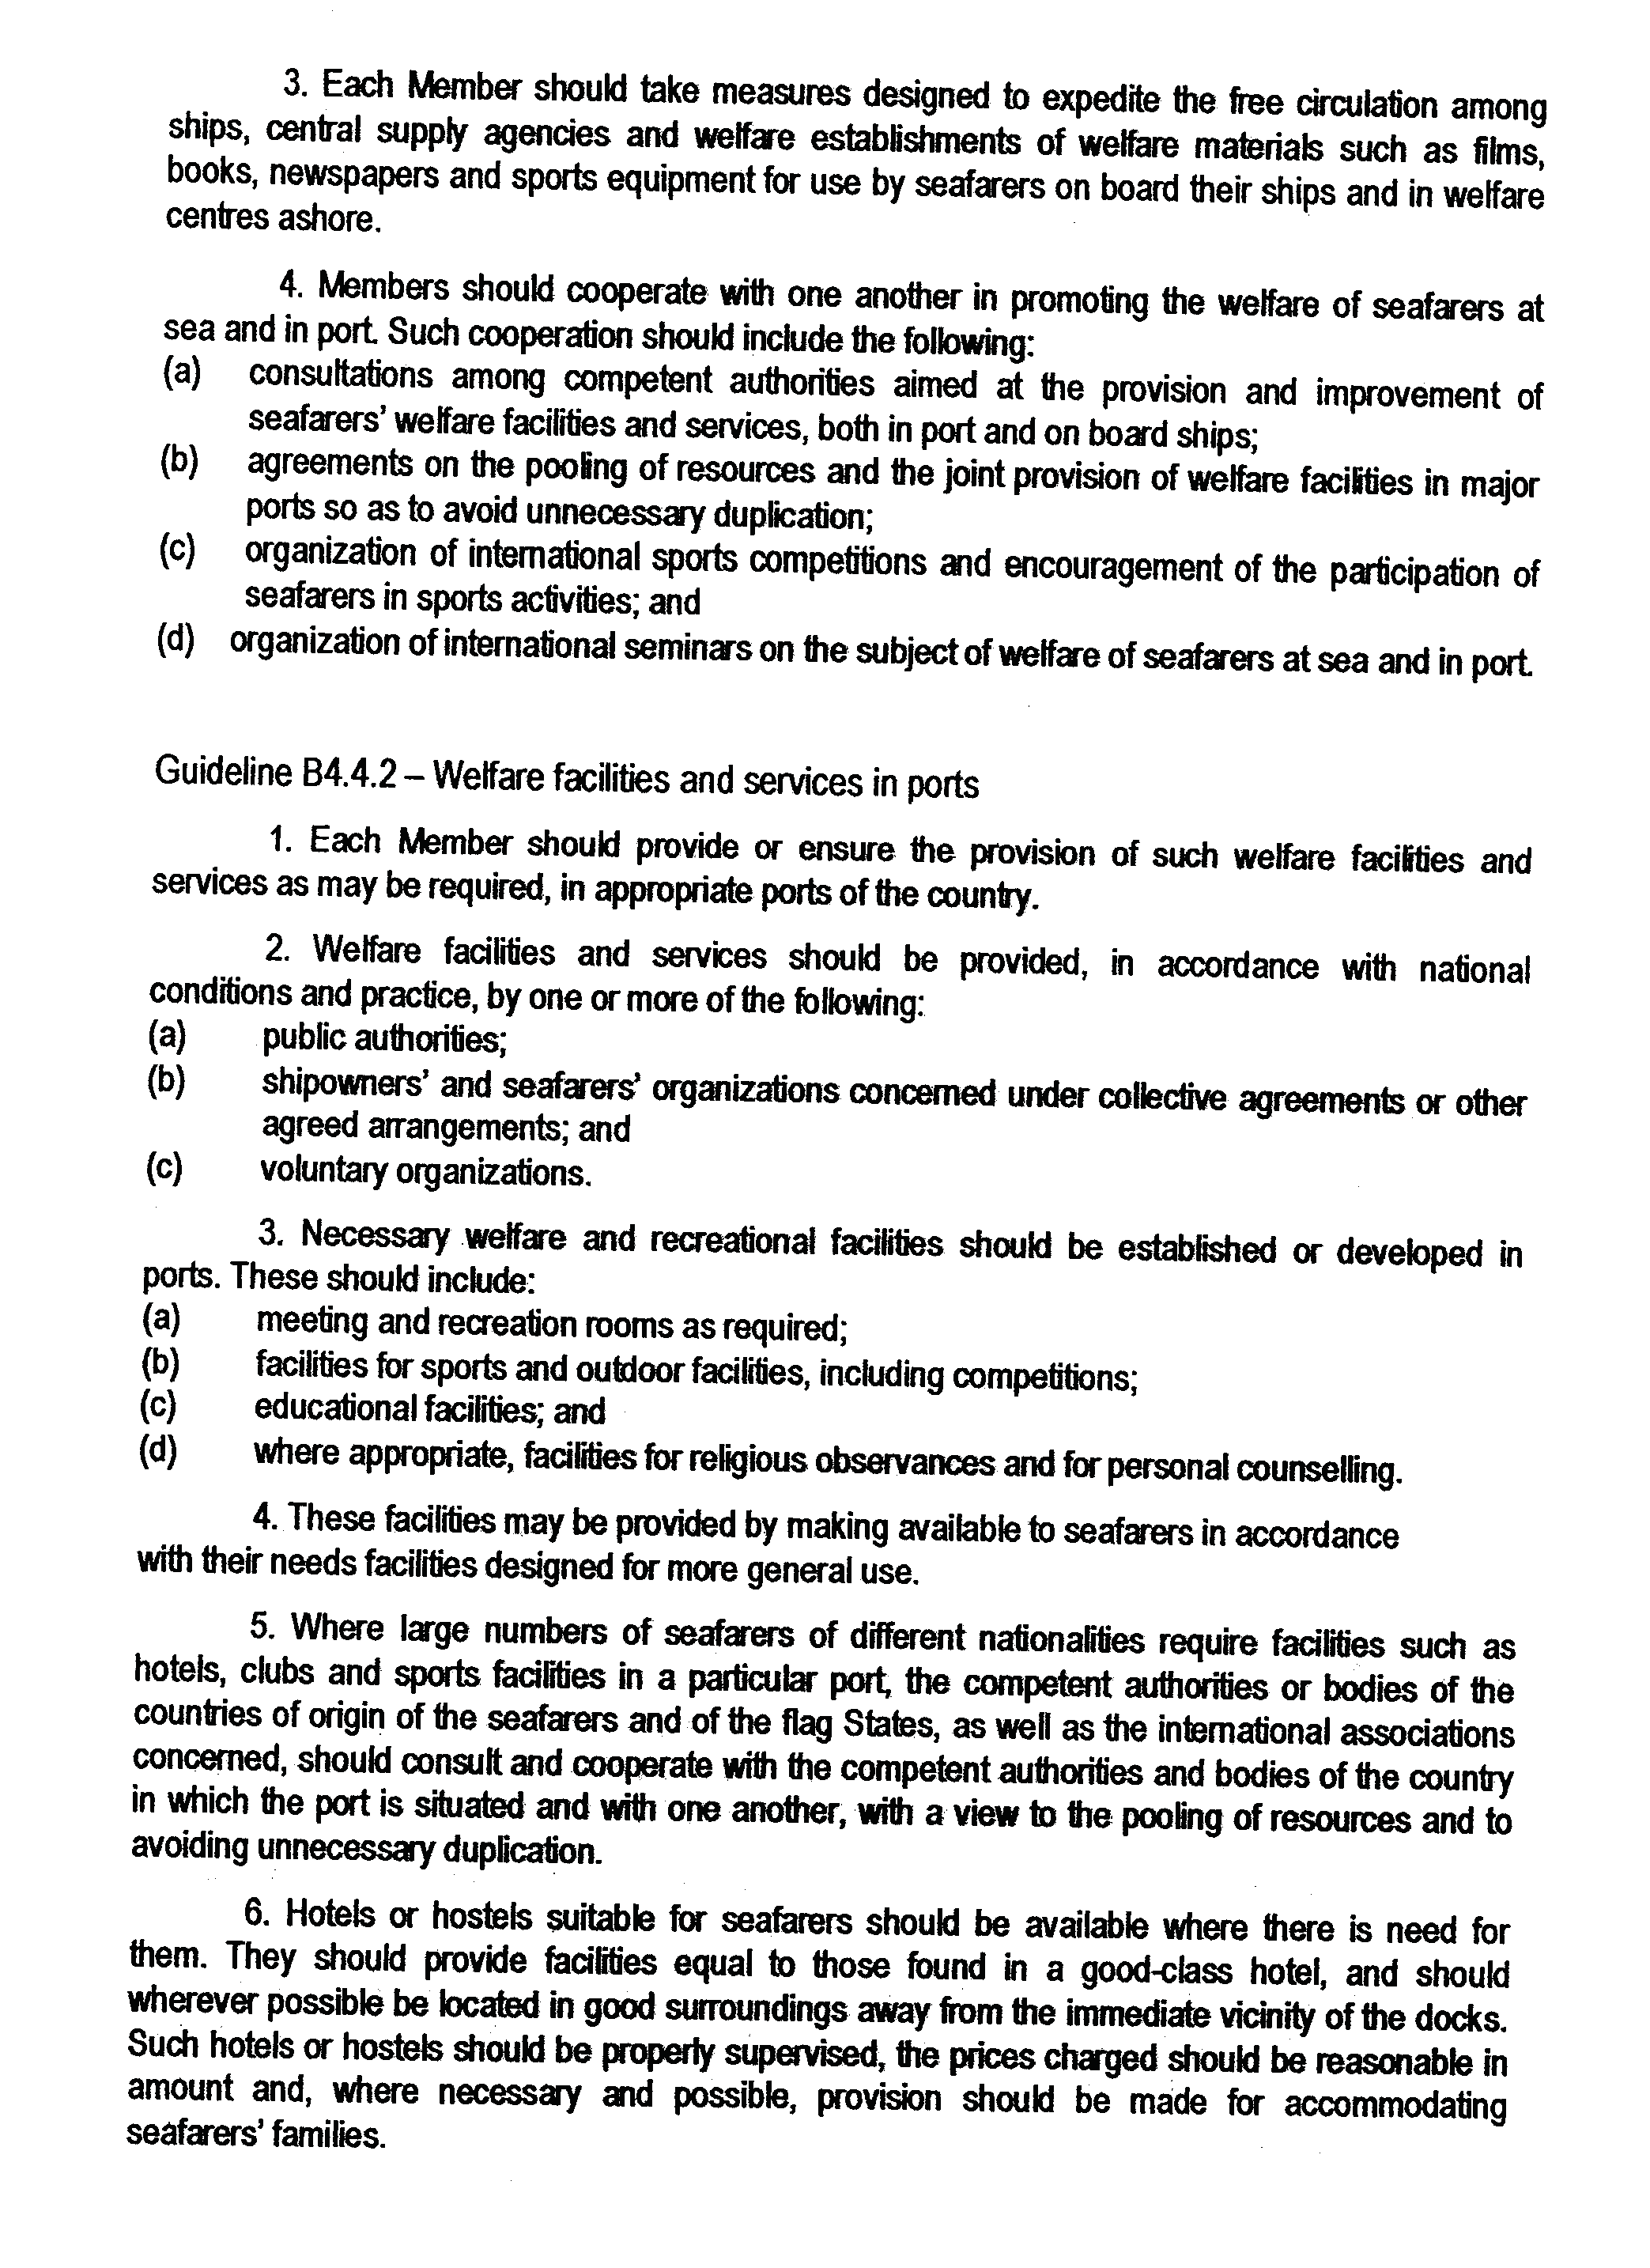 3. Each Member should take measures designed to expedite the free circulation among
ships, central supply agencies and welfare establishments of welfare materials such as films,
books, newspapers and sports equipment for use by seafarers on board their ships and in welfare
centres ashore.
4. Members should cooperate with one another in promoting the welfare of seafarers at
sea and in port. Such cooperation should include the following:
(a) consultations among competent authorities aimed at the provision and improvement of
seafarers' welfare facilities and services, both in port and on board ships;
(b) agreements on the pooling of resources and the joint provision of welfare facilities in major
ports so as to avoid unnecessary duplication;
(c) organization of international sports competitions and encouragement of the participation of
seafarers in sports activities; and
(d) organization of international seminars on the subject of welfare of seafarers at sea and in port.
Guideline B4.4.2 – Welfare facilities and services in ports
1. Each Member should provide or ensure the provision of such welfare facilities and
services as may be required, in appropriate ports of the country.
2. Welfare facilities and services should be provided, in accordance with national
conditions and practice, by one or more of the following:
(a) public authorities;
(b) shipowners' and seafarers' organizations concerned under collective agreements or other
agreed arrangements; and
(c) voluntary organizations.
3. Necessary welfare and recreational facilities should be established or developed in
ports. These should include:
(a) meeting and recreation rooms as required;
(b) facilities for sports and outdoor facilities, including competitions;
(c) educational facilities; and
(d) where appropriate, facilities for religious observances and for personal counselling.
4. These facilities may be provided by making available to seafarers in accordance
with their needs facilities designed for more general use.
5. Where large numbers of seafarers of different nationalities require facilities such as
hotels, clubs and sports facilities in a particular port, the competent authorities or bodies of the
countries of origin of the seafarers and of the flag States, as well as the international associations
concerned, should consult and cooperate with the competent authorities and bodies of the country
in which the port is situated and with one another, with a view to the pooling of resources and to
avoiding unnecessary duplication.
6. Hotels or hostels suitable for seafarers should be available where there is need for
them. They should provide facilities equal to those found in a good-class hotel, and should
wherever possible be located in good surroundings away from the immediate vicinity of the docks.
Such hotels or hostels should be properly supervised, the prices charged should be reasonable in
amount and, where necessary and possible, provision should be made for accommodating
seafarers' families.